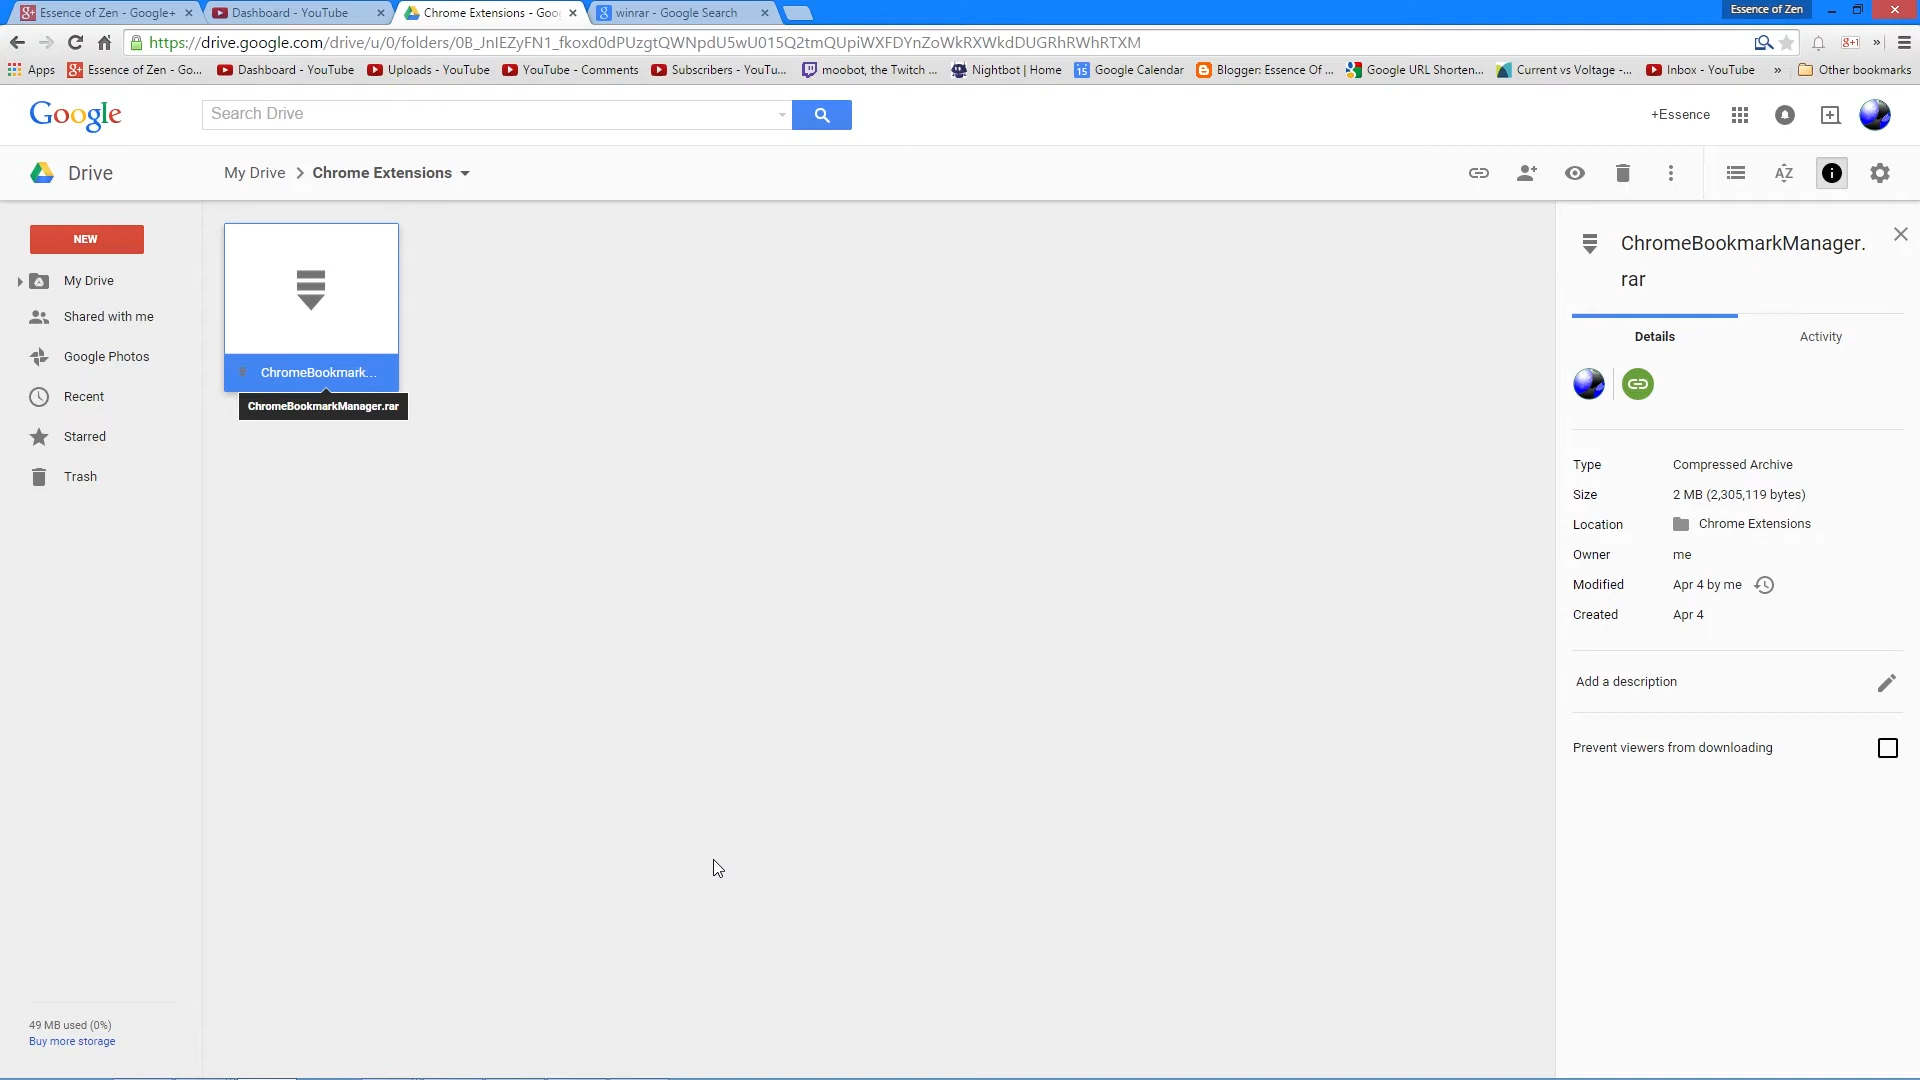 Essence of Zen - Google+
Dashboard - YouTube
Chrome Extensions - Goo
winrar - Google Search
Essence of Zen
https://drive.google.com/drive/u/0/folders/0B_JnIEZyFN1_fkoxd0dPUzgtQWNpdU5wU015Q2tmQUpiWXFDYnZoWkRXWkdDUGRhRWhRTXM
Apps
Essence of Zen - Go...
Dashboard - YouTube
Uploads - YouTube
YouTube - Comments
Subscribers - YouTu...
moobot, the Twitch ...
Nightbot | Home
15
Google Calendar
Blogger: Essence Of ...
Google URL Shorten...
Current vs Voltage -...
Inbox - YouTube
»
Other bookmarks
Google
Search Drive
+Essence
Drive
My Drive
Chrome Extensions
AZ
NEW
My Drive
Shared with me
Google Photos
Recent
Starred
Trash
49 MB used (0%)
Buy more storage
ChromeBookmark...
ChromeBookmarkManager.rar
ChromeBookmarkManager.
rar
Details
Activity
Type
Compressed Archive
Size
2 MB (2,305,119 bytes)
Location
Chrome Extensions
Owner
me
Modified
Apr 4 by me
Created
Apr 4
Add a description
Prevent viewers from downloading